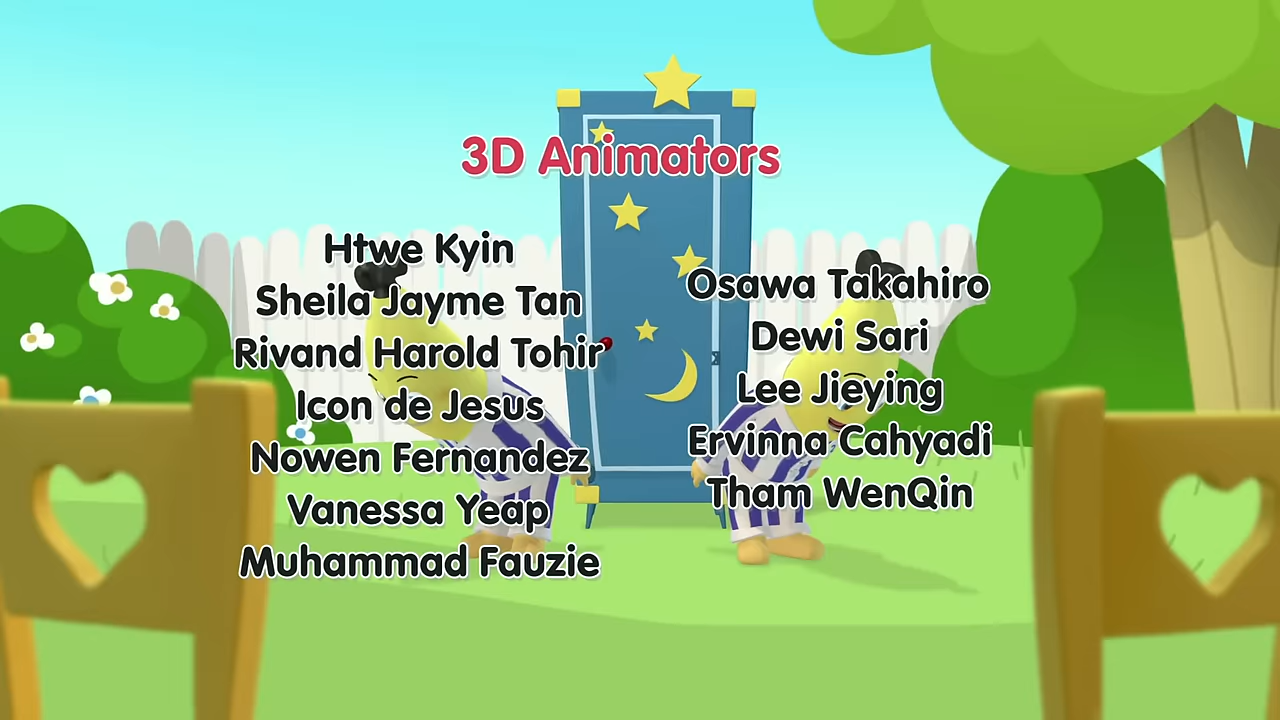 3D Animators
Htwe Kyin
Sheila Jayme Tan
Rivand Harold Tohir
Icon de Jesus
Nowen Fernandez
Vanessa Yeap
Muhammad Fauzie
Osawa Takahiro
Dewi Sari
Lee Jieying
Ervinna Cahyadi
Tham WenQin